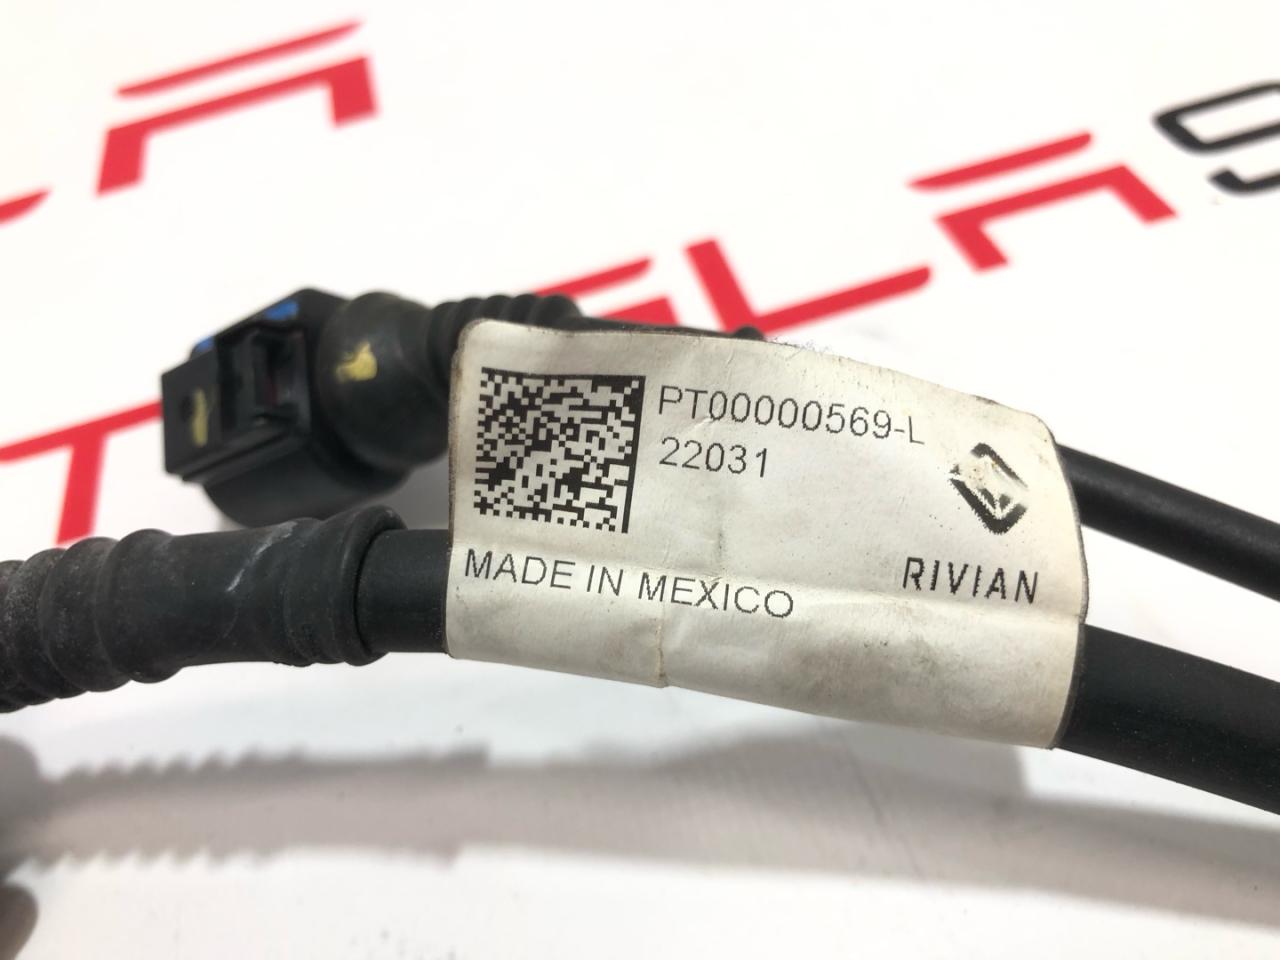 PT00000569-L
22031
MADE IN MEXICO
RIVIAN